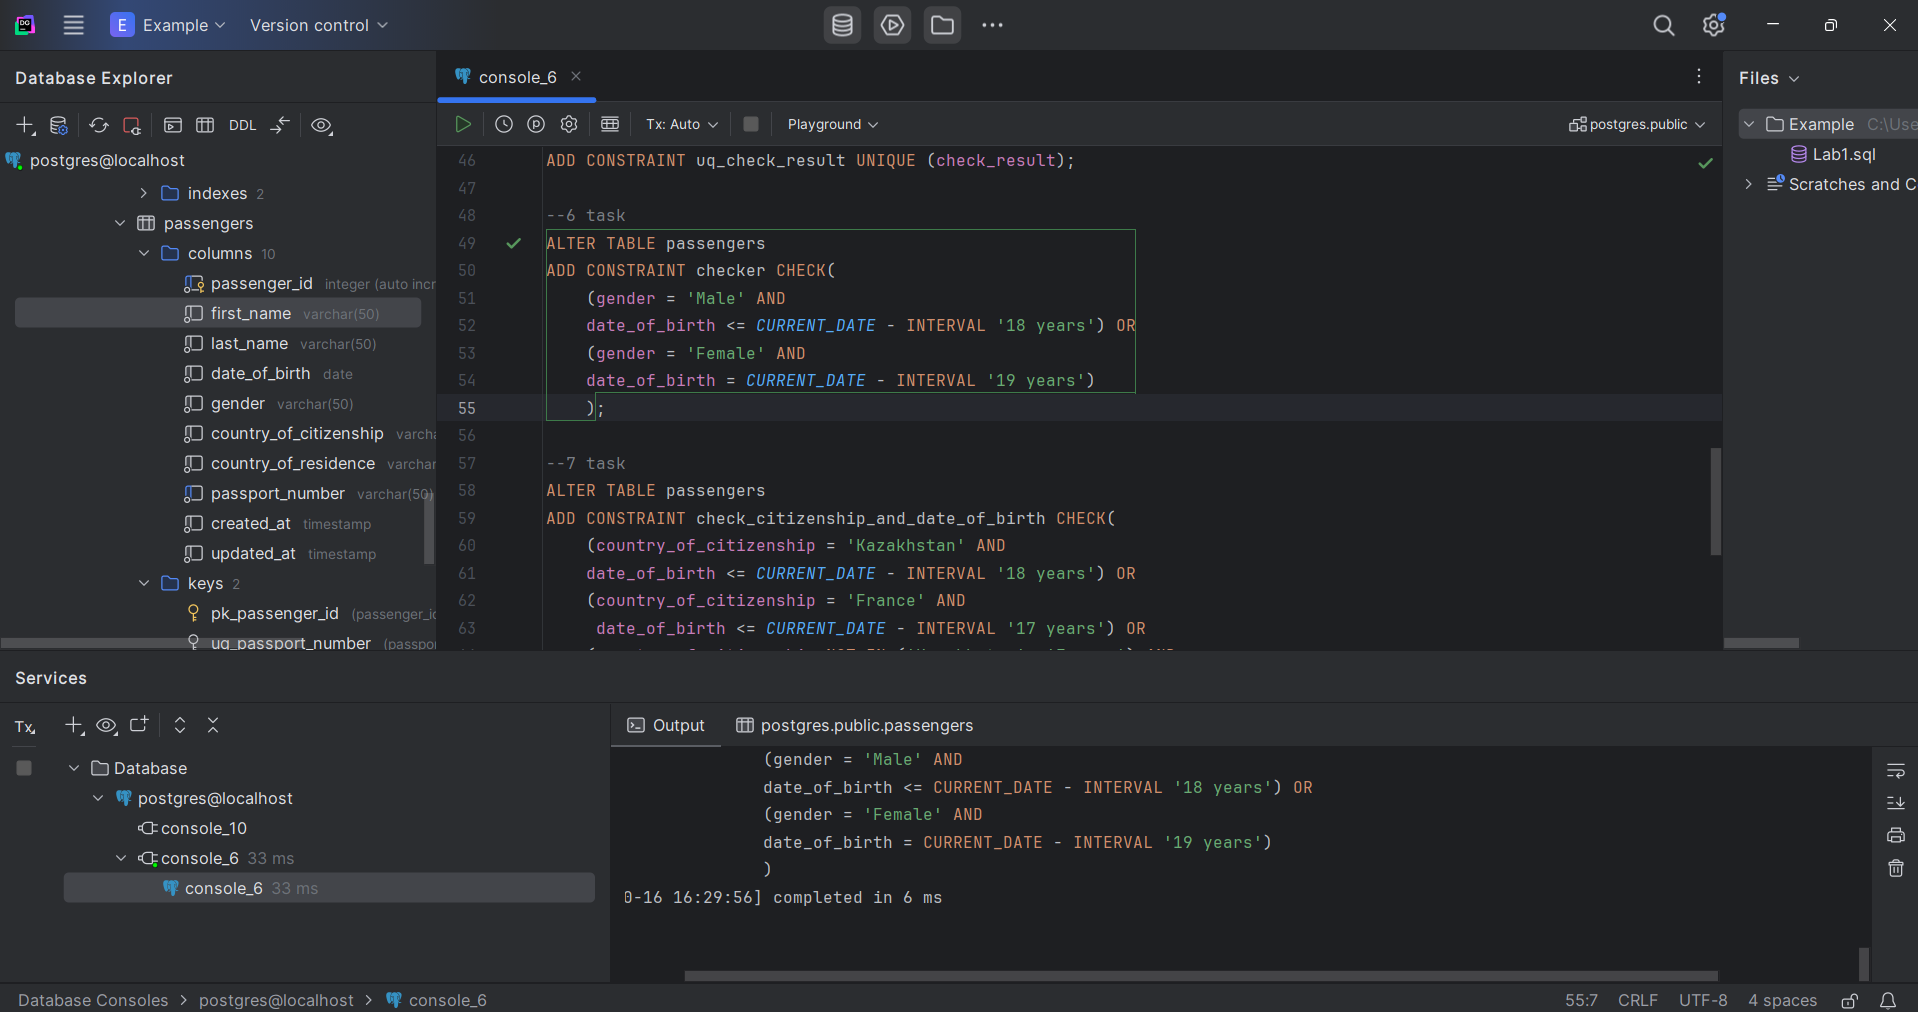 E Example Version control
Database Explorer
DDL
postgres@localhost
indexes 2
passengers
columns 10
passenger_id integer (auto incr
first_name varchar(50)
last_name varchar(50)
date_of_birth date
gender varchar(50)
country_of_citizenship varcha
country_of_residence varchar
passport_number varchar(50)
created_at timestamp
updated_at timestamp
keys 2
pk_passenger_id (passenger_id
uq_passport_number (passpor
console_6
Tx: Auto Playground postgres.public
46 ADD CONSTRAINT uq_check_result UNIQUE (check_result);
47
48 --6 task
49 ALTER TABLE passengers
50 ADD CONSTRAINT checker CHECK(
51 (gender = 'Male' AND
52 date_of_birth <= CURRENT_DATE - INTERVAL '18 years') OR
53 (gender = 'Female' AND
54 date_of_birth = CURRENT_DATE - INTERVAL '19 years')
55 );
56
57 --7 task
58 ALTER TABLE passengers
59 ADD CONSTRAINT check_citizenship_and_date_of_birth CHECK(
60 (country_of_citizenship = 'Kazakhstan' AND
61 date_of_birth <= CURRENT_DATE - INTERVAL '18 years') OR
62 (country_of_citizenship = 'France' AND
63 date_of_birth <= CURRENT_DATE - INTERVAL '17 years') OR
Files
Example C:\Use
Lab1.sql
Scratches and C
Services
Tx
Database
postgres@localhost
console_10
console_6 33 ms
console_6 33 ms
Output postgres.public.passengers
(gender = 'Male' AND
date_of_birth <= CURRENT_DATE - INTERVAL '18 years') OR
(gender = 'Female' AND
date_of_birth = CURRENT_DATE - INTERVAL '19 years')
)
0-16 16:29:56] completed in 6 ms
Database Consoles > postgres@localhost > console_6
55:7 CRLF UTF-8 4 spaces